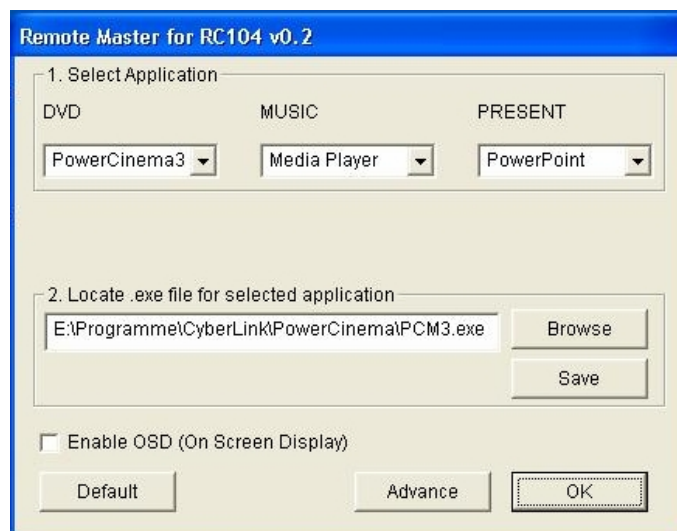 Remote Master for RC104 v0.2
1. Select Application
DVD MUSIC PRESENT
PowerCinema3 Media Player PowerPoint
2. Locate .exe file for selected application
E:\Programme\CyberLink\PowerCinema\PCM3.exe Browse
Save
Enable OSD (On Screen Display)
Default Advance OK